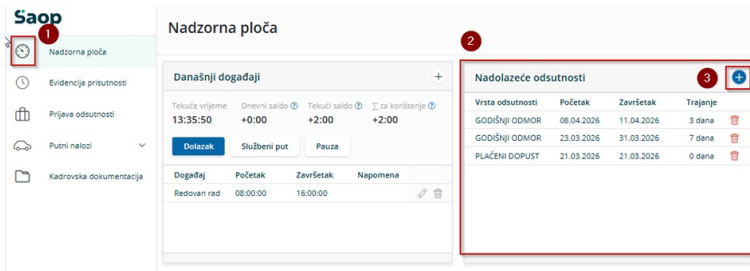 Saop
1
Nadzorna ploča
Evidencija prisutnosti
Prijava odsutnosti
Putni nalozi
Kadrovska dokumentacija
Nadzorna ploča
2
Današnji događaji
Tekuće vrijeme Dnevni saldo ? Tekući saldo ? ∑ za korištenje ?
13:35:50 +0:00 +2:00 +2:00
Dolazak Službeni put Pauza
Događaj Početak Završetak Napomena
Redovan rad 08:00:00 16:00:00
Nadolazeće odsutnosti 3
Vrsta odsutnosti Početak Završetak Trajanje
GODIŠNJI ODMOR 08.04.2026 11.04.2026 3 dana
GODIŠNJI ODMOR 23.03.2026 31.03.2026 7 dana
PLAĆENI DOPUST 21.03.2026 21.03.2026 0 dana